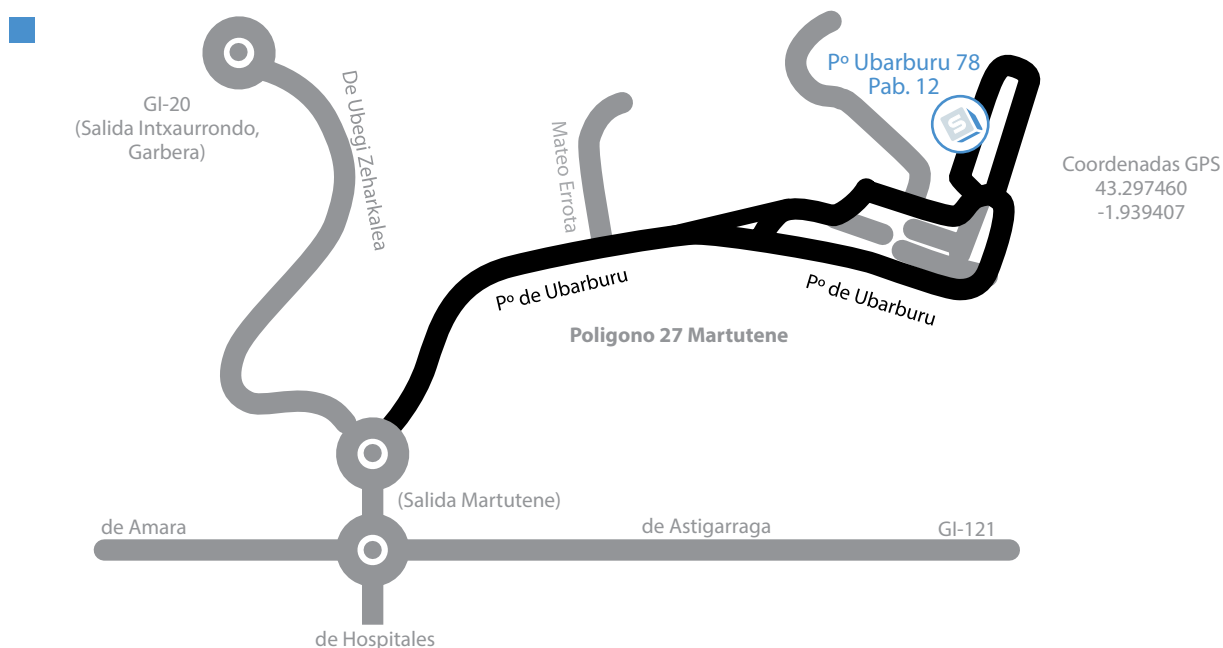 Pº Ubarburu 78
Pab. 12
S
GI-20
(Salida Intxaurrondo,
Garbera)
De Ubegi Zeharkalea
Mateo Errota
Coordenadas GPS
43.297460
-1.939407
Pº de Ubarburu
Pº de Ubarburu
Poligono 27 Martutene
(Salida Martutene)
de Amara
de Astigarraga
GI-121
de Hospitales